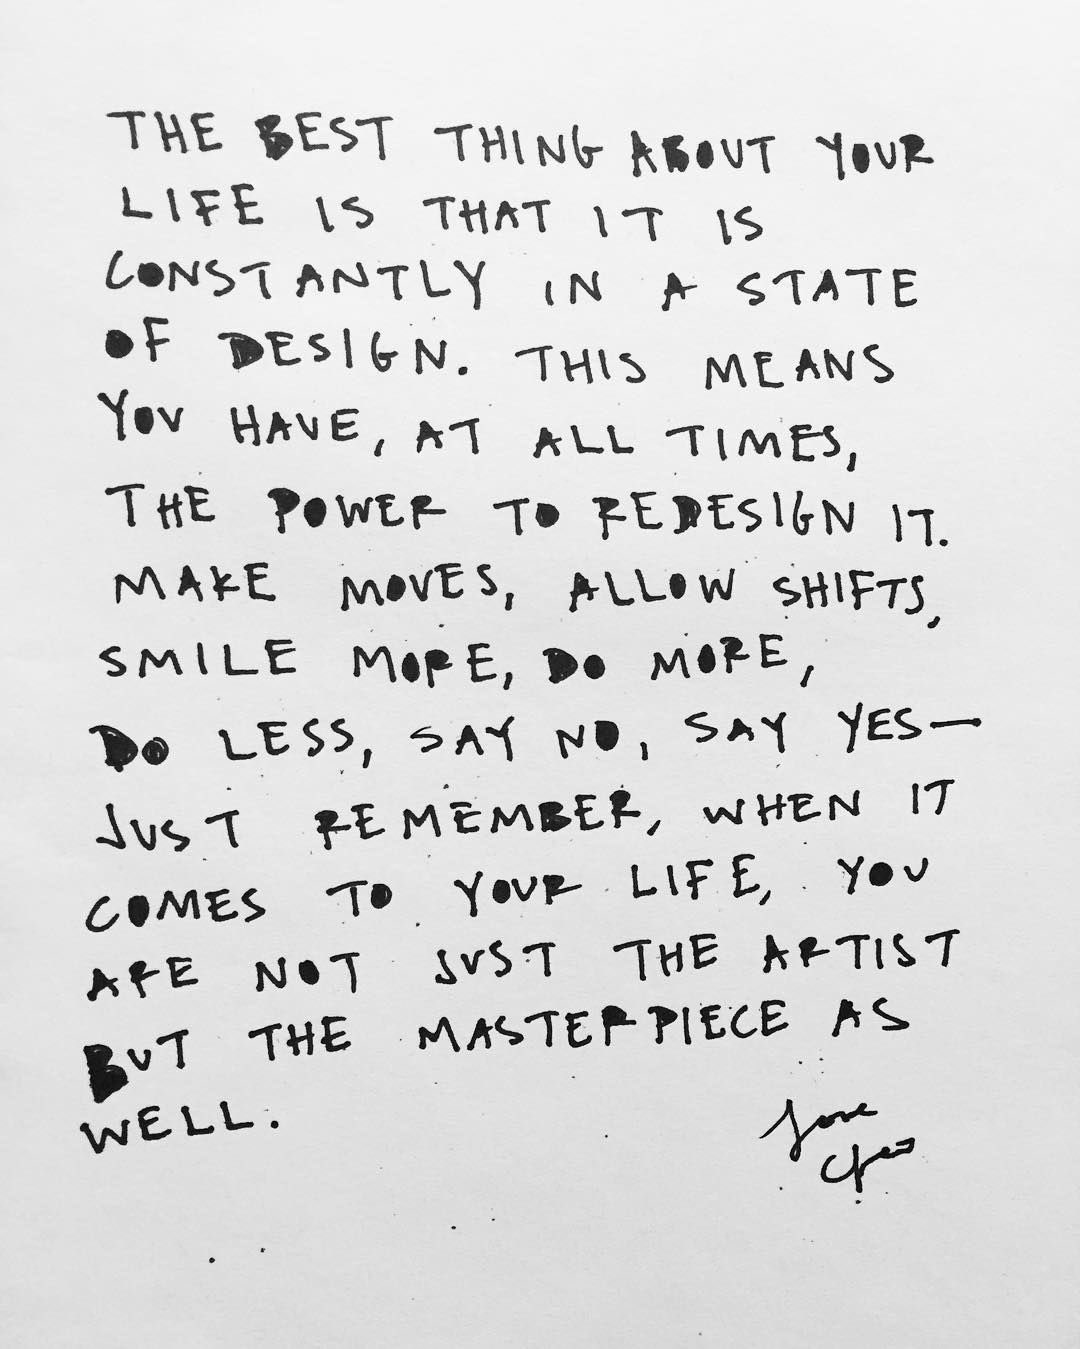 THE BEST THING ABOUT YOUR
LIFE IS THAT IT IS
CONSTANTLY IN A STATE
OF DESIGN. THIS MEANS
YOU HAVE, AT ALL TIMES,
THE POWER TO REDESIGN IT.
MAKE MOVES, ALLOW SHIFTS,
SMILE MORE, DO MORE,
DO LESS, SAY NO, SAY YES—
JUST REMEMBER, WHEN IT
COMES TO YOUR LIFE, YOU
ARE NOT JUST THE ARTIST
BUT THE MASTERPIECE AS
WELL.
love
cleo